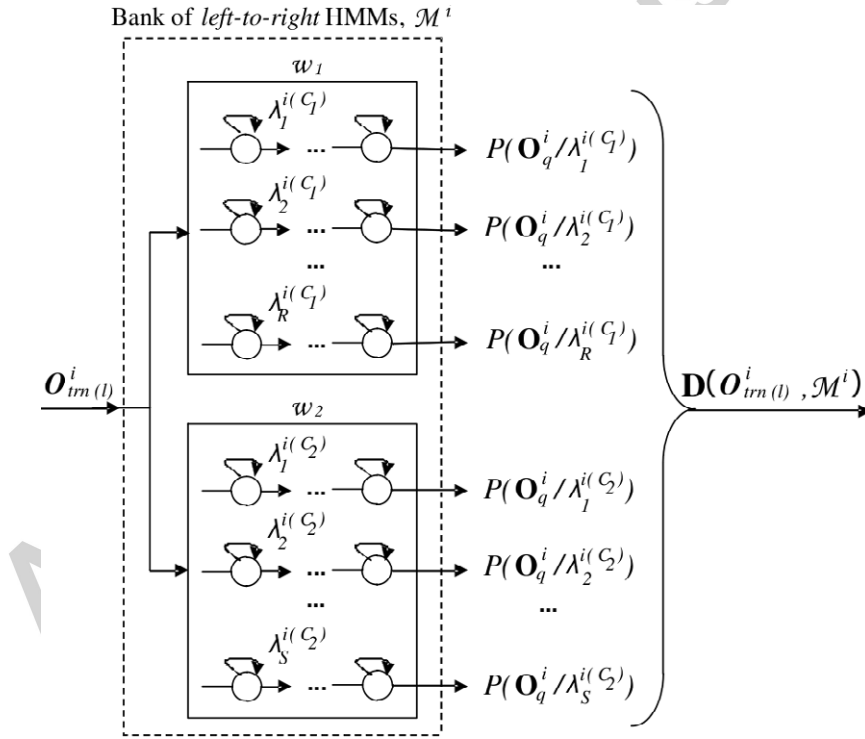 Bank of left-to-right HMMs, ℳ^i
w_1
λ_1^{i(C_1)}
... P(O_q^i/λ_1^{i(C_1)})
λ_2^{i(C_1)}
... P(O_q^i/λ_2^{i(C_1)})
... ...
λ_R^{i(C_1)}
... P(O_q^i/λ_R^{i(C_1)})
O_{trn(l)}^i
D(O_{trn(l)}^i, ℳ^i)
w_2
λ_1^{i(C_2)}
... P(O_q^i/λ_1^{i(C_2)})
λ_2^{i(C_2)}
... P(O_q^i/λ_2^{i(C_2)})
... ...
λ_S^{i(C_2)}
... P(O_q^i/λ_S^{i(C_2)})